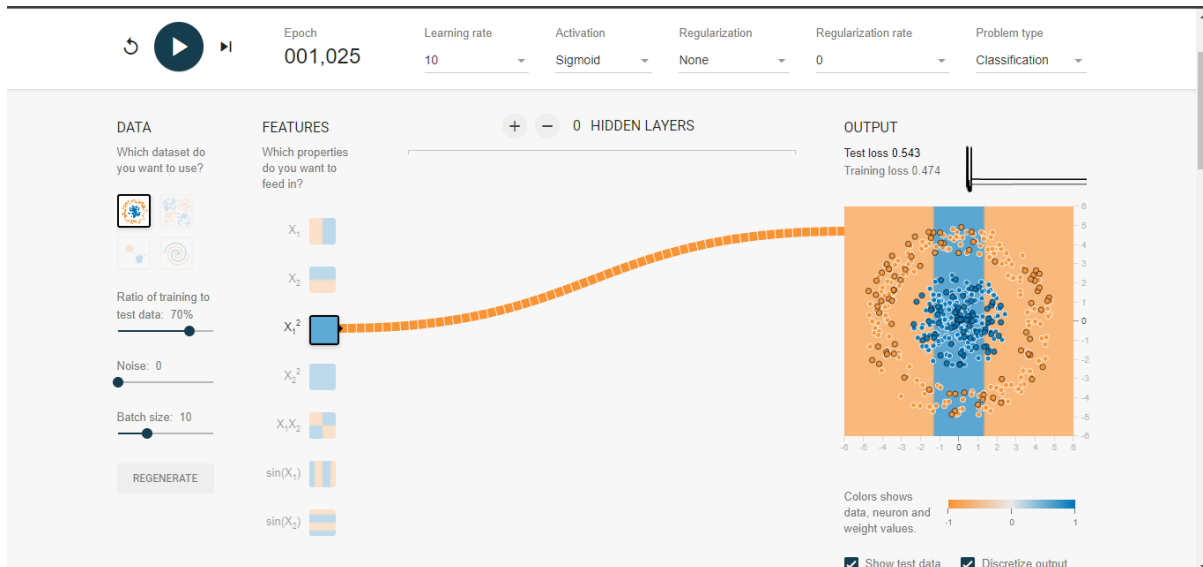 Epoch
001,025
Learning rate
10
Activation
Sigmoid
Regularization
None
Regularization rate
0
Problem type
Classification
DATA
Which dataset do
you want to use?
Ratio of training to
test data: 70%
Noise: 0
Batch size: 10
REGENERATE
FEATURES
Which properties
do you want to
feed in?
X₁
X₂
X₁²
X₂²
X₁X₂
sin(X₁)
sin(X₂)
+ − 0 HIDDEN LAYERS
OUTPUT
Test loss 0.543
Training loss 0.474
6
5
4
3
2
1
0
-1
-2
-3
-4
-5
-6
-6 -5 -4 -3 -2 -1 0 1 2 3 4 5 6
Colors shows
data, neuron and
weight values.
-1 0 1
Show test data
Discretize output